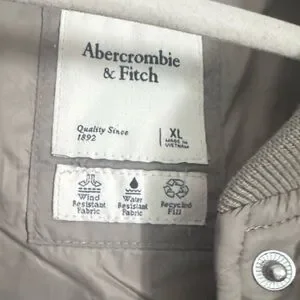 Abercrombie
& Fitch
Quality Since
1892
XL
MADE IN
VIETNAM
Wind
Resistant
Fabric
Water
Resistant
Fabric
Recycled
Fill